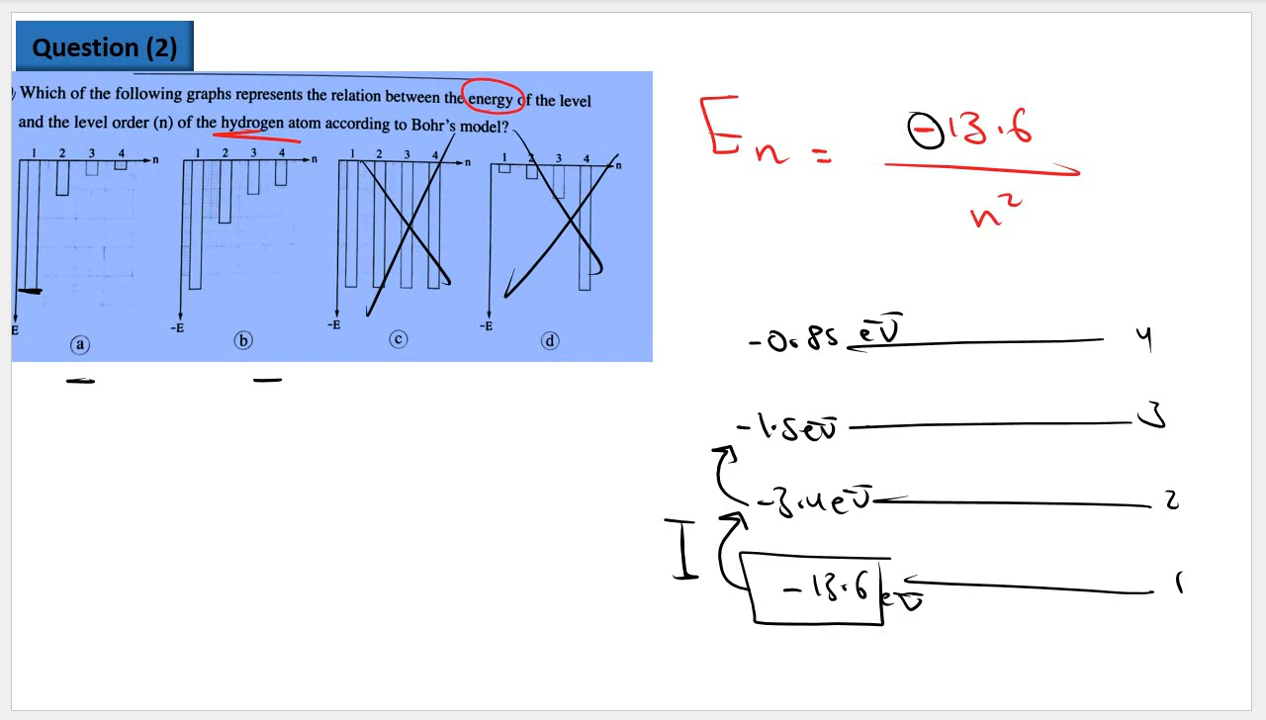 Question (2)
) Which of the following graphs represents the relation between the energy of the level
and the level order (n) of the hydrogen atom according to Bohr's model?
1 2 3 4 n
E
a
1 2 3 4 n
-E
b
1 2 3 4 n
-E
c
1 2 3 4 n
-E
d
En = -13.6
n²
-0.85 eV 4
-1.5 eV 3
-3.4 eV 2
I
-13.6 eV 1